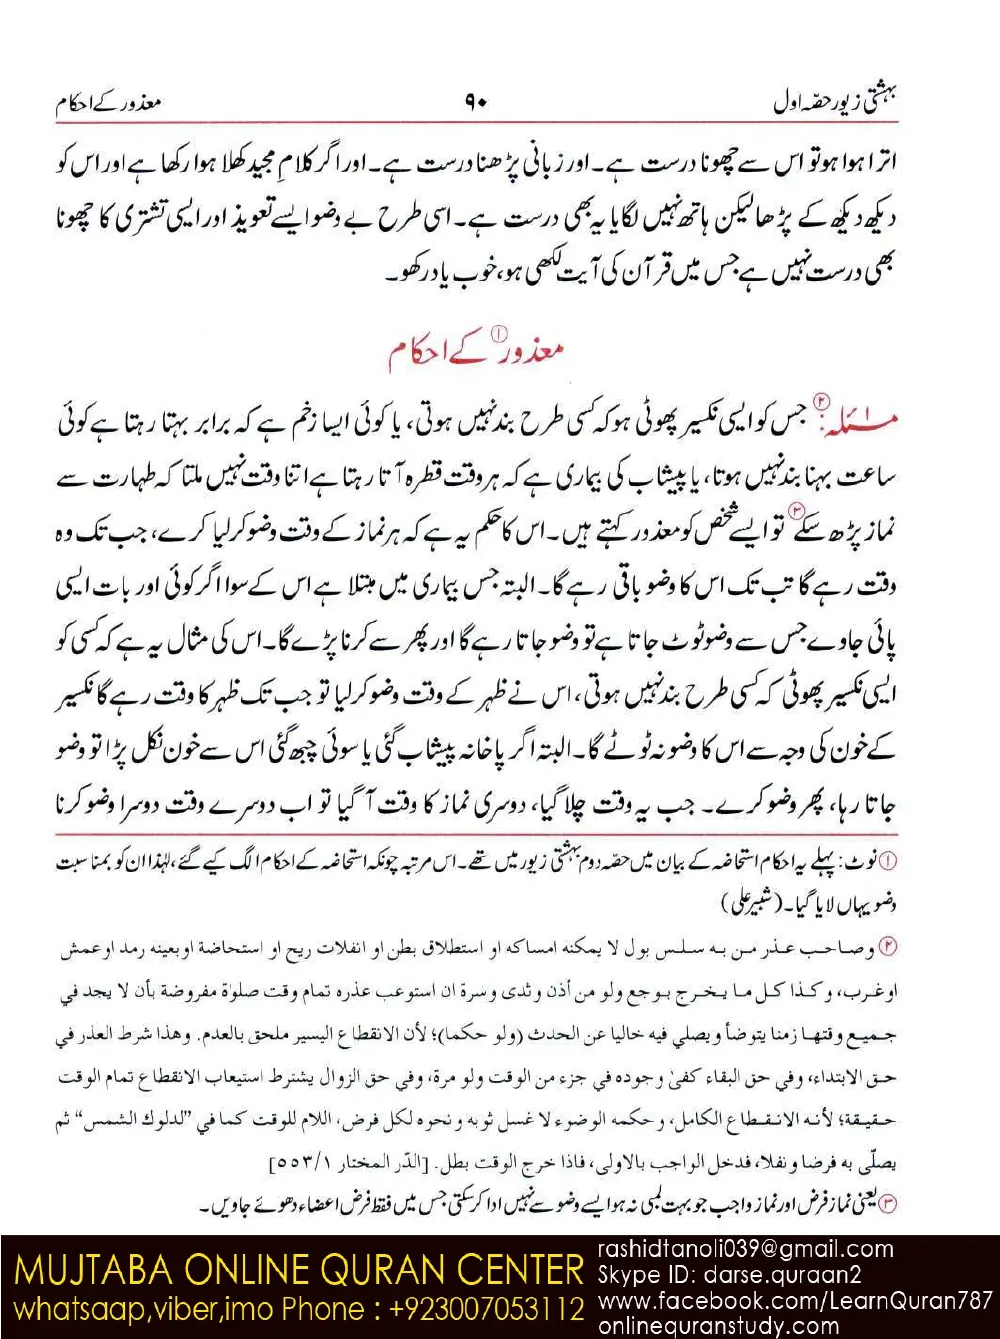 بہشتی زیور حصّہ اول ۹۰ معذور کے احکام
اترا ہوا ہو تو اس سے چھونا درست ہے۔ اور زبانی پڑھنا درست ہے۔ اور اگر کلامِ مجید کھلا ہوا رکھا ہے اور اس کو
دیکھ دیکھ کے پڑھا لیکن ہاتھ نہیں لگایا یہ بھی درست ہے۔ اسی طرح بے وضو ایسے تعویذ اور ایسی تشتری کا چھونا
بھی درست نہیں ہے جس میں قرآن کی آیت لکھی ہو، خوب یاد رکھو۔
معذور① کے احکام
مسئلہ②: جس کو ایسی نکسیر پھوٹی ہو کہ کسی طرح بند نہیں ہوتی، یا کوئی ایسا زخم ہے کہ برابر بہتا رہتا ہے کوئی
ساعت بہنا بند نہیں ہوتا، یا پیشاب کی بیماری ہے کہ ہر وقت قطرہ آتا رہتا ہے اتنا وقت نہیں ملتا کہ طہارت سے
نماز پڑھ سکے③ تو ایسے شخص کو معذور کہتے ہیں۔ اس کا حکم یہ ہے کہ ہر نماز کے وقت وضو کر لیا کرے، جب تک وہ
وقت رہے گا تب تک اس کا وضو باقی رہے گا۔ البتہ جس بیماری میں مبتلا ہے اس کے سوا اگر کوئی اور بات ایسی
پائی جاوے جس سے وضو ٹوٹ جاتا ہے تو وضو جاتا رہے گا اور پھر سے کرنا پڑے گا۔ اس کی مثال یہ ہے کہ کسی کو
ایسی نکسیر پھوٹی کہ کسی طرح بند نہیں ہوتی، اس نے ظہر کے وقت وضو کر لیا تو جب تک ظہر کا وقت رہے گا نکسیر
کے خون کی وجہ سے اس کا وضو نہ ٹوٹے گا۔ البتہ اگر پاخانہ پیشاب گئی یا سوئی چبھ گئی اس سے خون نکل پڑا تو وضو
جاتا رہا، پھر وضو کرے۔ جب یہ وقت چلا گیا، دوسری نماز کا وقت آ گیا تو اب دوسرے وقت دوسرا وضو کرنا
① نوٹ: پہلے یہ احکام استحاضہ کے بیان میں حصّہ دوم بہشتی زیور میں تھے۔ اس مرتبہ چونکہ استحاضہ کے احکام الگ کیے گئے، لہٰذا ان کو بمناسبت
وضو یہاں لایا گیا۔ (شبیر علی)
② وصاحب عذر من به سلس بول لا يمكنه امساكه او استطلاق بطن او انفلات ريح او استحاضة او بعينه رمد او عمش
او غرب، وكذا كل ما يخرج بوجع ولو من أذن وثدى وسرة ان استوعب عذره تمام وقت صلوٰة مفروضة بأن لا يجد في
جميع وقتها زمنا يتوضأ ويصلي فيه خاليا عن الحدث (ولو حكما)؛ لأن الانقطاع اليسير ملحق بالعدم. وهذا شرط العذر في
حق الابتداء، وفي حق البقاء كفىٰ وجوده في جزء من الوقت ولو مرة، وفي حق الزوال يشترط استيعاب الانقطاع تمام الوقت
حقيقة؛ لأنه الانقطاع الكامل، وحكمه الوضوء لا غسل ثوبه ونحوه لكل فرض، اللام للوقت كما في ”لدلوك الشمس“ ثم
يصلّى به فرضا ونفلا، فدخل الواجب بالاولى، فاذا خرج الوقت بطل. [الدّر المختار ۱/۵۵۳]
③ یعنی نماز فرض اور نماز واجب جو بہت لمبی نہ ہو ایسے وضو سے نہیں ادا کر سکتی جس میں فقط فرض اعضاء دھوئے جاویں۔
MUJTABA ONLINE QURAN CENTER
whatsaap,viber,imo Phone : +923007053112
rashidtanoli039@gmail.com
Skype ID: darse.quraan2
www.facebook.com/LearnQuran787
onlinequranstudy.com